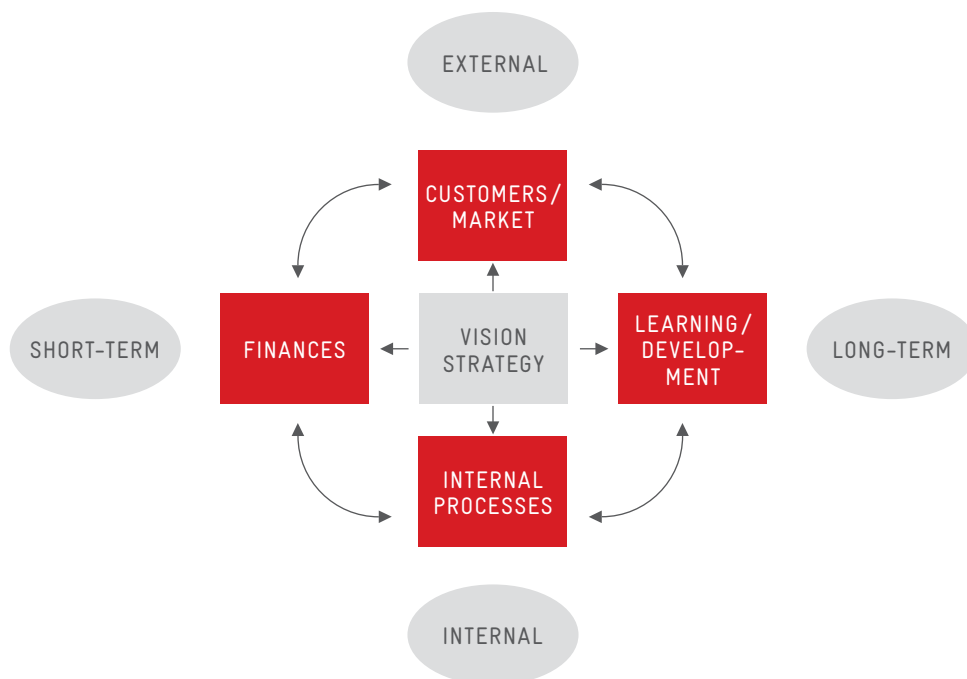 EXTERNAL
CUSTOMERS/
MARKET
SHORT-TERM
FINANCES
VISION
STRATEGY
LEARNING/
DEVELOP-
MENT
LONG-TERM
INTERNAL
PROCESSES
INTERNAL